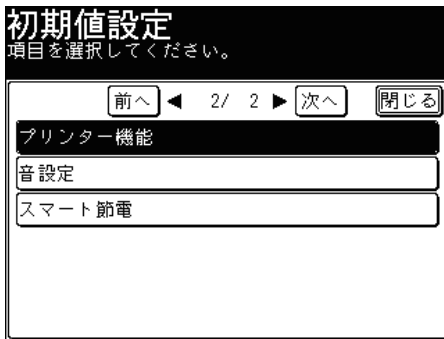 初期値設定
項目を選択してください。
前へ ◀ 2/ 2 ▶ 次へ 閉じる
プリンター機能
音設定
スマート節電